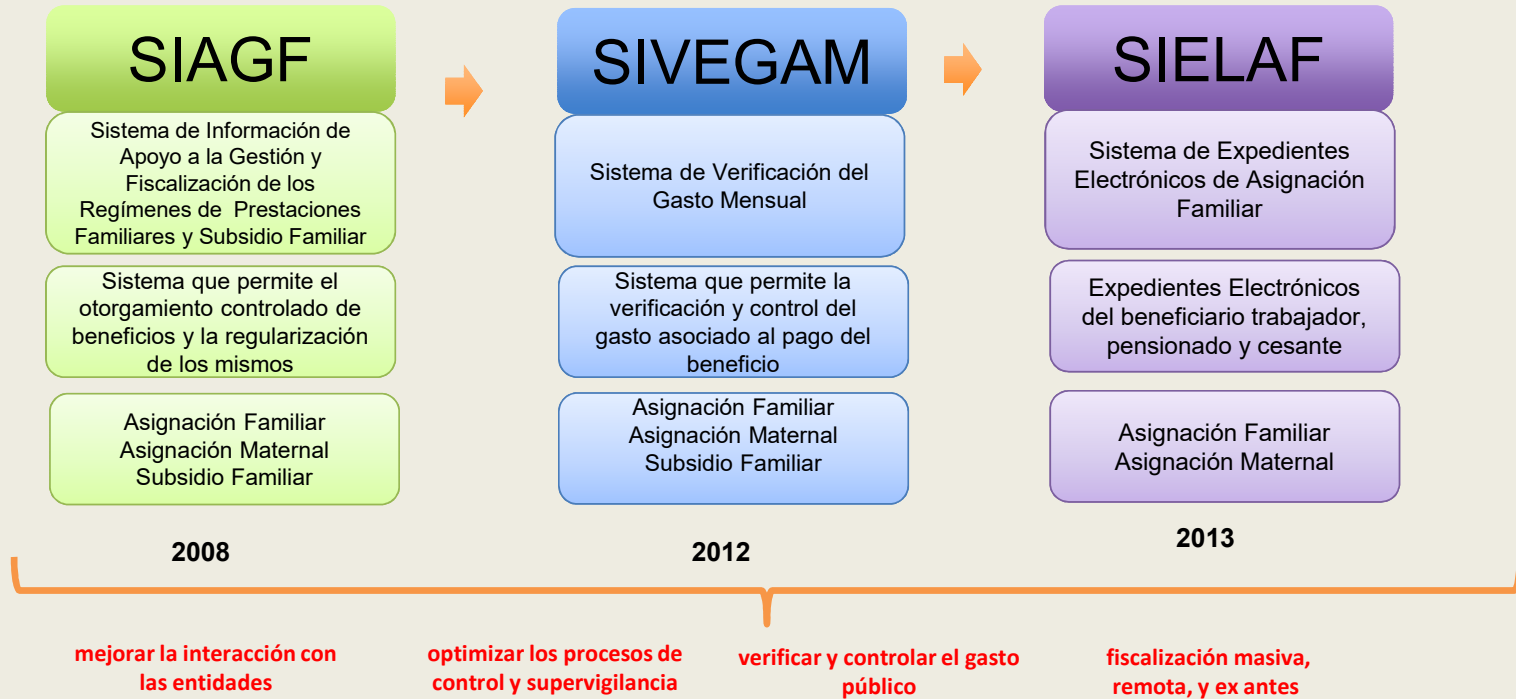 SIAGF
Sistema de Información de
Apoyo a la Gestión y
Fiscalización de los
Regímenes de Prestaciones
Familiares y Subsidio Familiar
Sistema que permite el
otorgamiento controlado de
beneficios y la regularización
de los mismos
Asignación Familiar
Asignación Maternal
Subsidio Familiar
2008
SIVEGAM
Sistema de Verificación del
Gasto Mensual
Sistema que permite la
verificación y control del
gasto asociado al pago del
beneficio
Asignación Familiar
Asignación Maternal
Subsidio Familiar
2012
SIELAF
Sistema de Expedientes
Electrónicos de Asignación
Familiar
Expedientes Electrónicos
del beneficiario trabajador,
pensionado y cesante
Asignación Familiar
Asignación Maternal
2013
mejorar la interacción con
las entidades
optimizar los procesos de
control y supervigilancia
verificar y controlar el gasto
público
fiscalización masiva,
remota, y ex antes